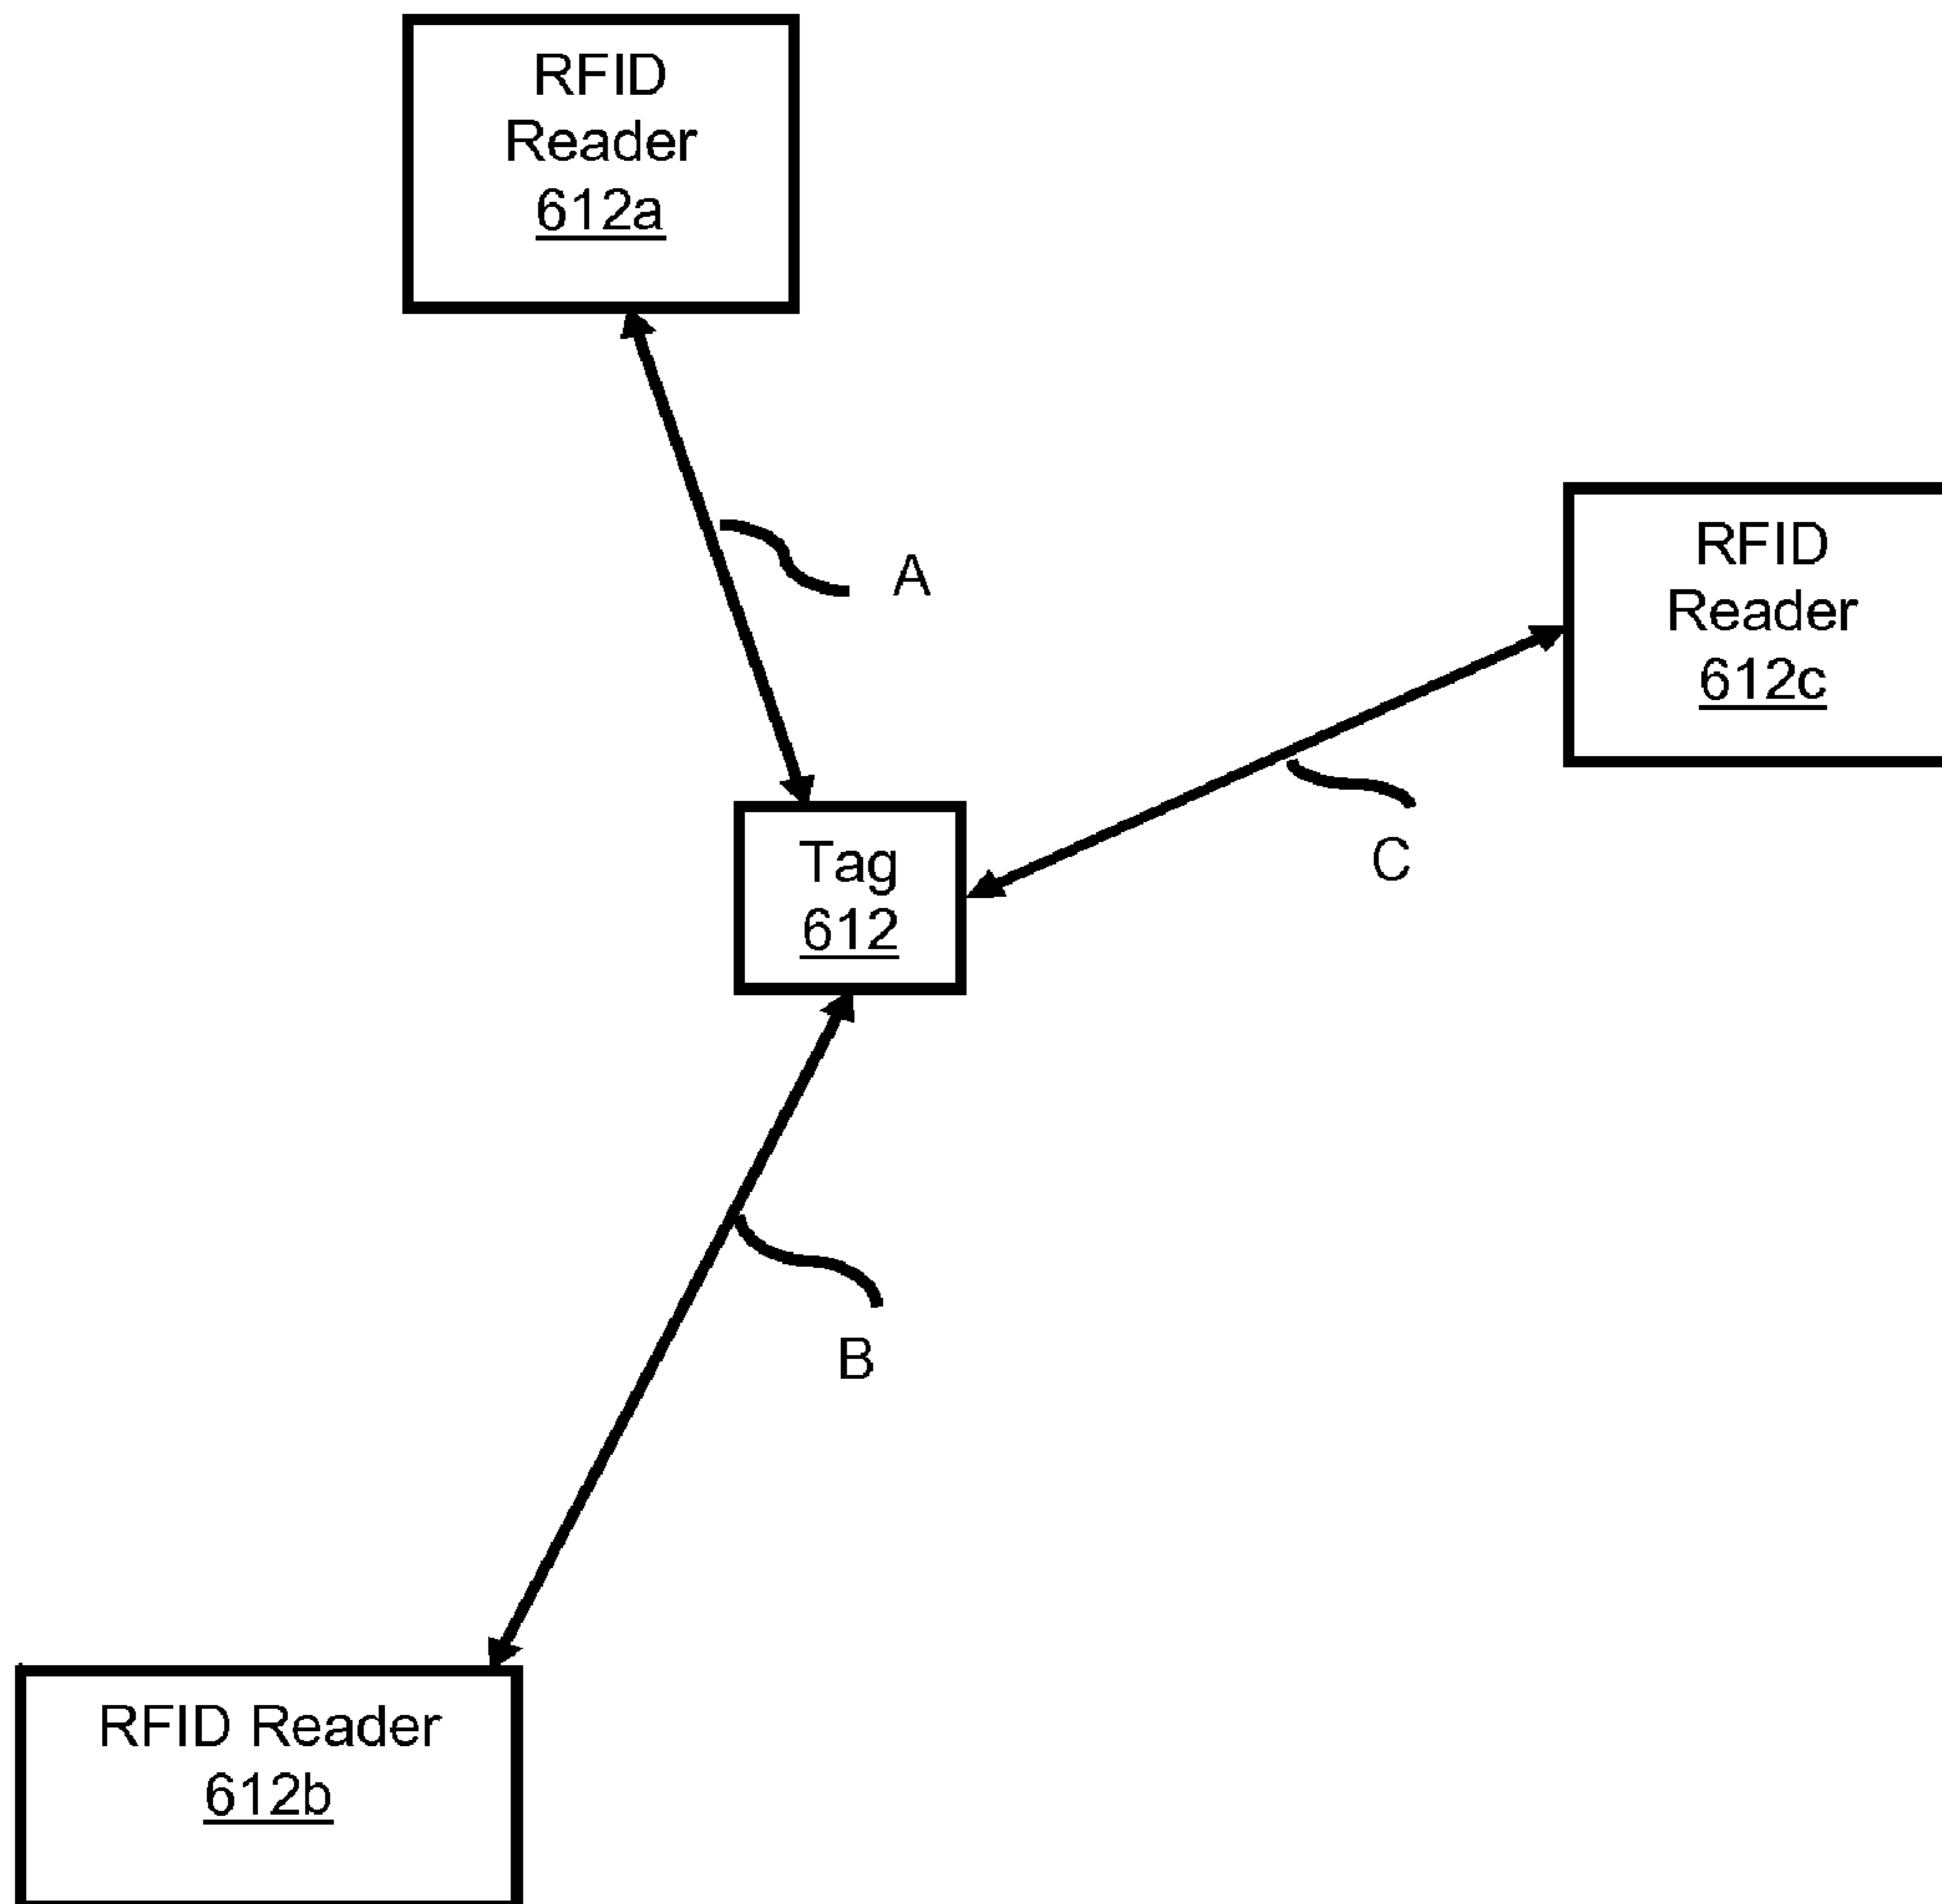 RFID
Reader
612a
A
RFID
Reader
612c
Tag
612
C
B
RFID Reader
612b